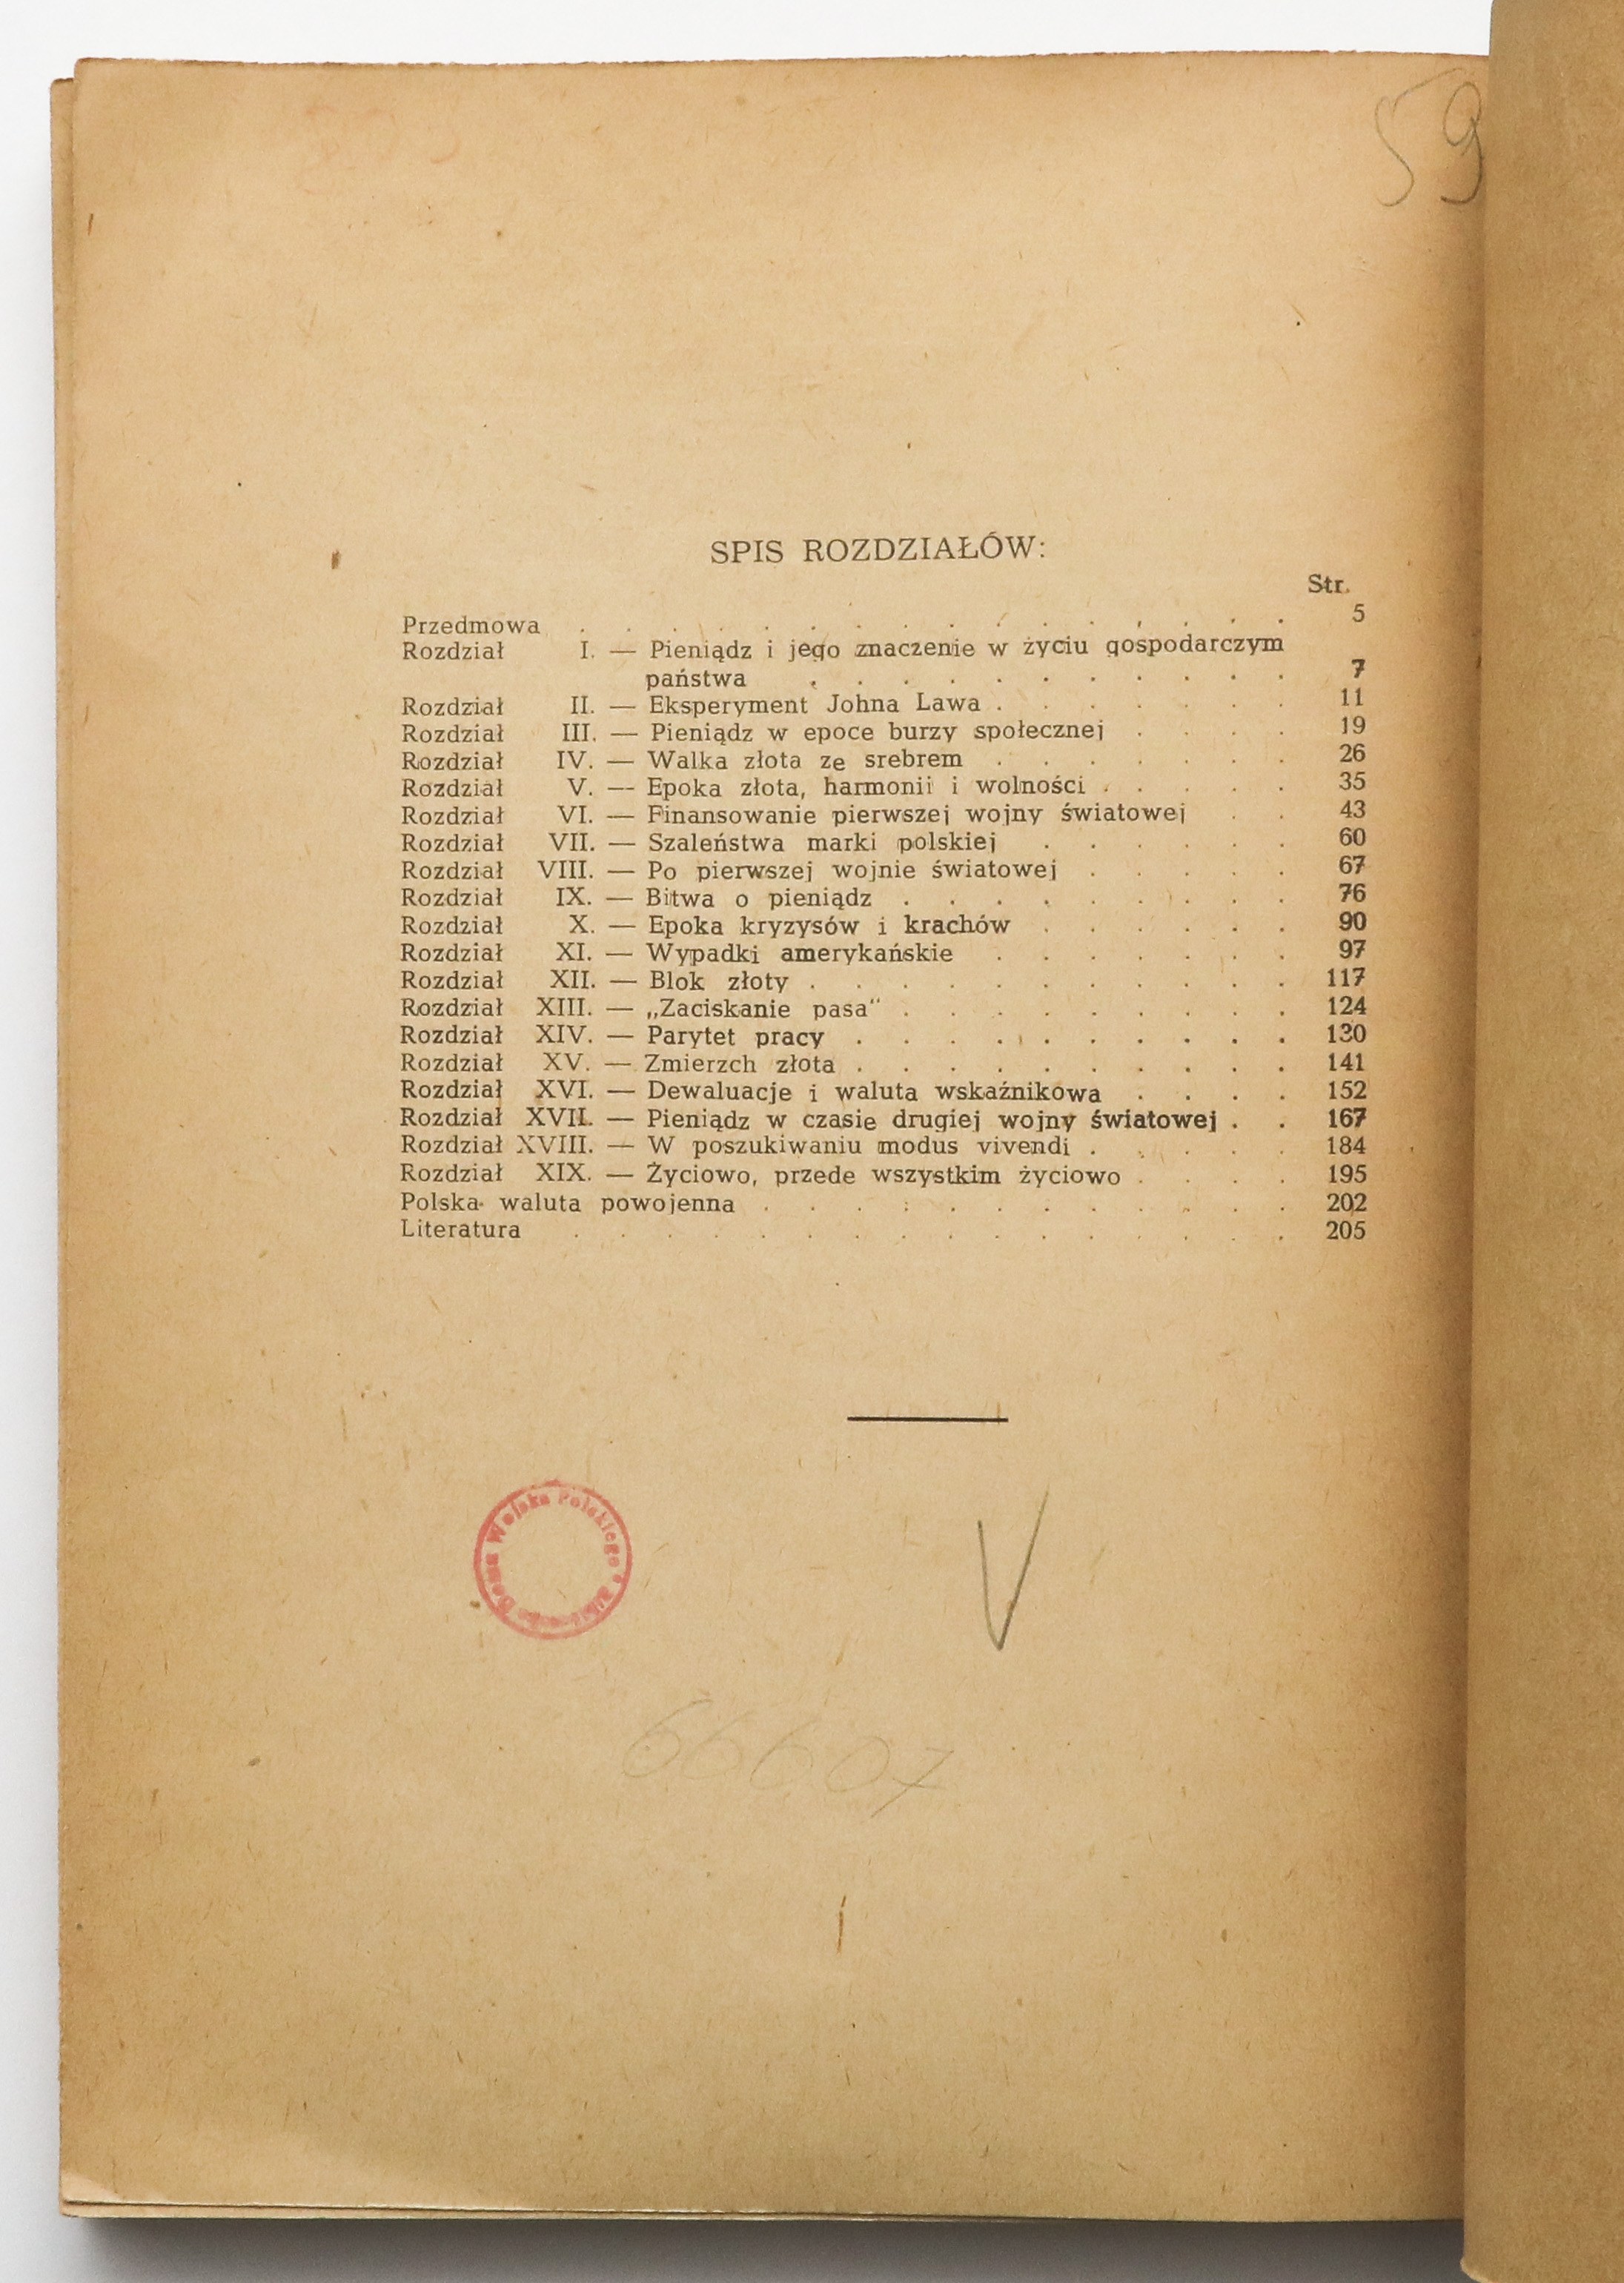 59
SPIS ROZDZIAŁÓW:
Str.
Przedmowa . . . . . . . . . . . . . . . . 5
Rozdział I. — Pieniądz i jego znaczenie w życiu gospodarczym
państwa . . . . . . . . . . . 7
Rozdział II. — Eksperyment Johna Lawa . . . . . . . 11
Rozdział III. — Pieniądz w epoce burzy społecznej . . . . 19
Rozdział IV. — Walka złota ze srebrem . . . . . . . 26
Rozdział V. — Epoka złota, harmonii i wolności . . . . . 35
Rozdział VI. — Finansowanie pierwszej wojny światowej . . 43
Rozdział VII. — Szaleństwa marki polskiej . . . . . . 60
Rozdział VIII. — Po pierwszej wojnie światowej . . . . . 67
Rozdział IX. — Bitwa o pieniądz . . . . . . . . . 76
Rozdział X. — Epoka kryzysów i krachów . . . . . . 90
Rozdział XI. — Wypadki amerykańskie . . . . . . . 97
Rozdział XII. — Blok złoty . . . . . . . . . . . 117
Rozdział XIII. — „Zaciskanie pasa“ . . . . . . . . . 124
Rozdział XIV. — Parytet pracy . . . . . . . . . . 130
Rozdział XV. — Zmierzch złota . . . . . . . . . . 141
Rozdział XVI. — Dewaluacje i waluta wskaźnikowa . . . . 152
Rozdział XVII. — Pieniądz w czasie drugiej wojny światowej . . 167
Rozdział XVIII. — W poszukiwaniu modus vivendi . . . . . 184
Rozdział XIX. — Życiowo, przede wszystkim życiowo . . . . 195
Polska waluta powojenna . . . . . . . . . . . . 202
Literatura . . . . . . . . . . . . . . . . 205
Domu Wojska Polskiego
V
66607